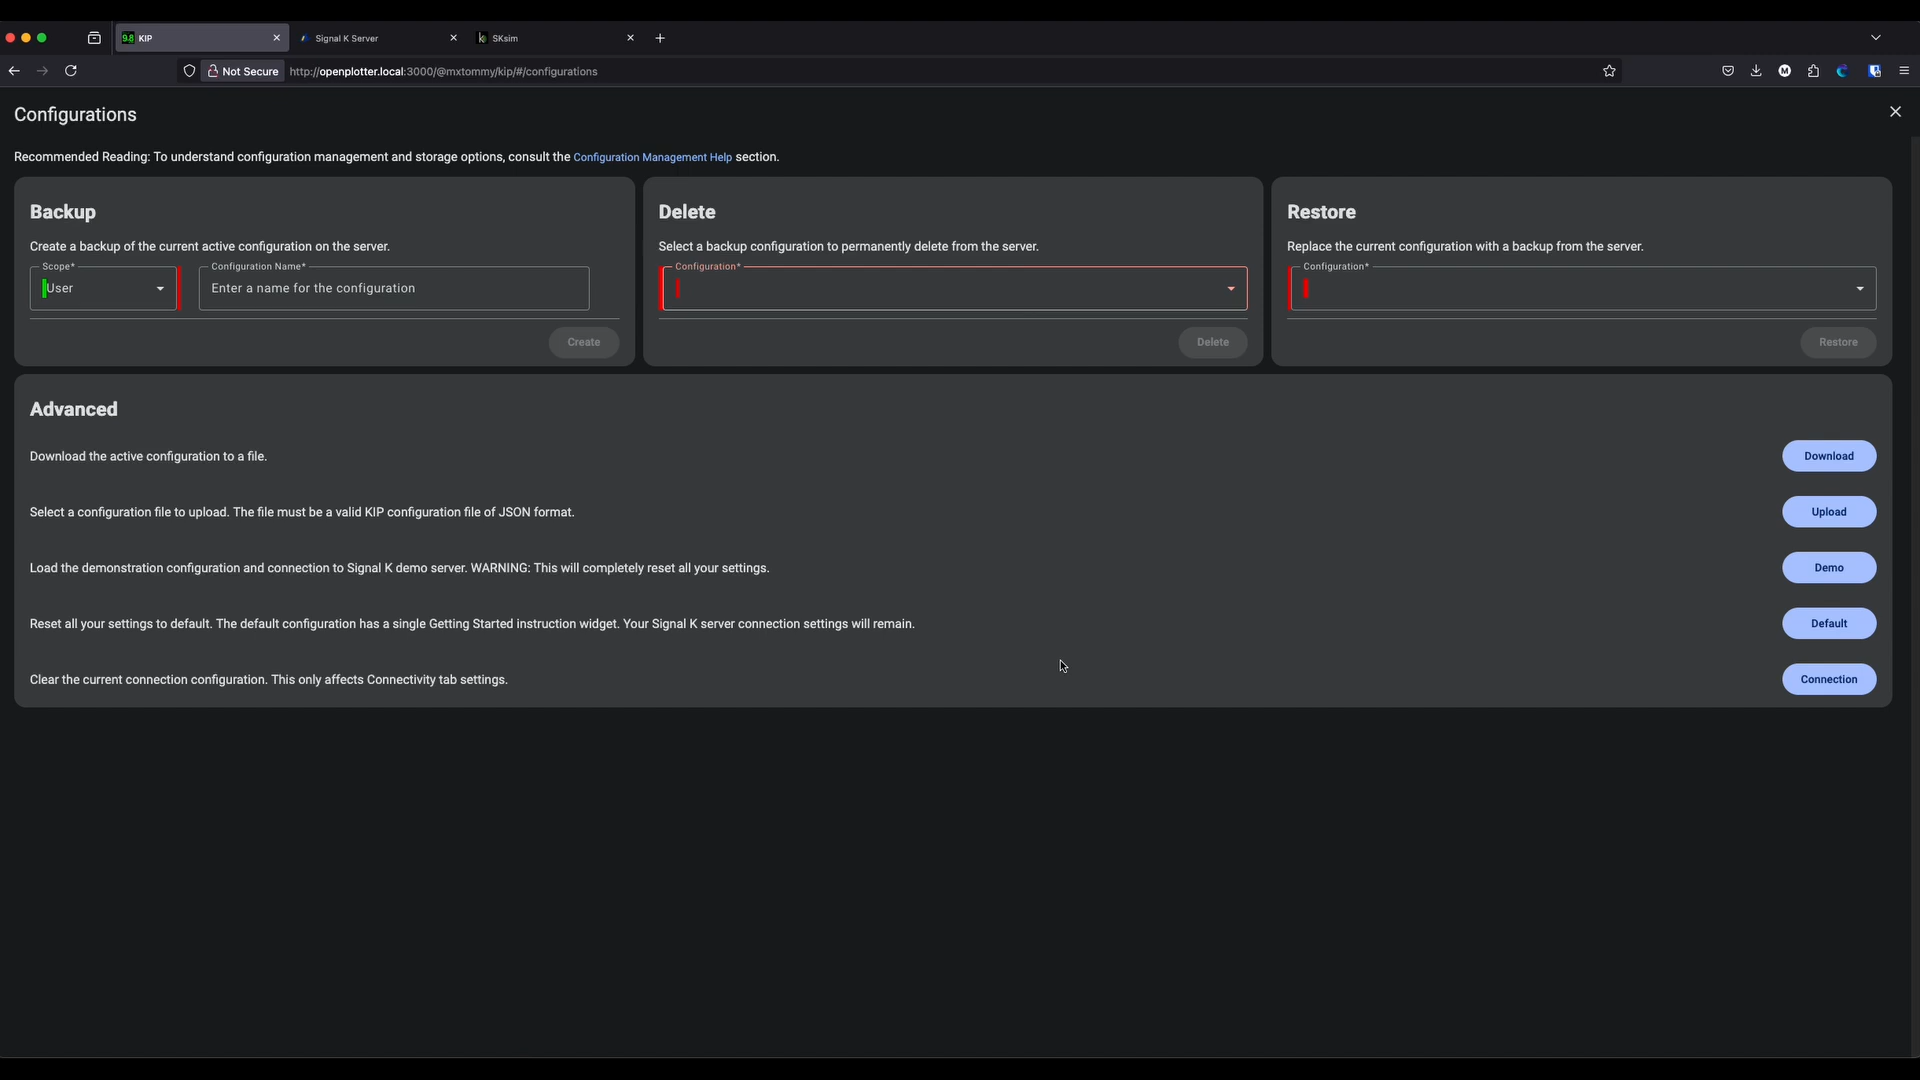 9.8 KIP
Signal K Server
SKsim
Not Secure
http://openplotter.local:3000/@mxtommy/kip/#/configurations
M
Configurations
Recommended Reading: To understand configuration management and storage options, consult the Configuration Management Help section.
Backup
Create a backup of the current active configuration on the server.
Scope*
User
Configuration Name*
Enter a name for the configuration
Create
Delete
Select a backup configuration to permanently delete from the server.
Configuration*
Delete
Restore
Replace the current configuration with a backup from the server.
Configuration*
Restore
Advanced
Download the active configuration to a file.
Download
Select a configuration file to upload. The file must be a valid KIP configuration file of JSON format.
Upload
Load the demonstration configuration and connection to Signal K demo server. WARNING: This will completely reset all your settings.
Demo
Reset all your settings to default. The default configuration has a single Getting Started instruction widget. Your Signal K server connection settings will remain.
Default
Clear the current connection configuration. This only affects Connectivity tab settings.
Connection